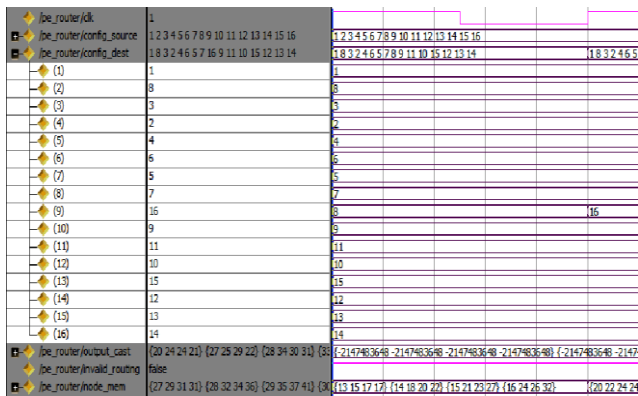 /pe_router/clk 1
/pe_router/config_source 1 2 3 4 5 6 7 8 9 10 11 12 13 14 15 16 1 2 3 4 5 6 7 8 9 10 11 12 13 14 15 16
/pe_router/config_dest 1 8 3 2 4 6 5 7 16 9 11 10 15 12 13 14 1 8 3 2 4 6 5 7 8 9 11 10 15 12 13 14 1 8 3 2 4 6 5
(1) 1 1
(2) 8 8
(3) 3 3
(4) 2 2
(5) 4 4
(6) 6 6
(7) 5 5
(8) 7 7
(9) 16 8 16
(10) 9 9
(11) 11 11
(12) 10 10
(13) 15 15
(14) 12 12
(15) 13 13
(16) 14 14
/pe_router/output_cast {20 24 24 21} {27 25 29 22} {28 34 30 31} {33 {-2147483648 -2147483648 -2147483648 -2147483648} {-2147483648 -2147
/pe_router/invalid_routing false
/pe_router/node_mem {27 29 31 31} {28 32 34 36} {29 35 37 41} {30 {13 15 17 17} {14 18 20 22} {15 21 23 27} {16 24 26 32} {20 22 24 24